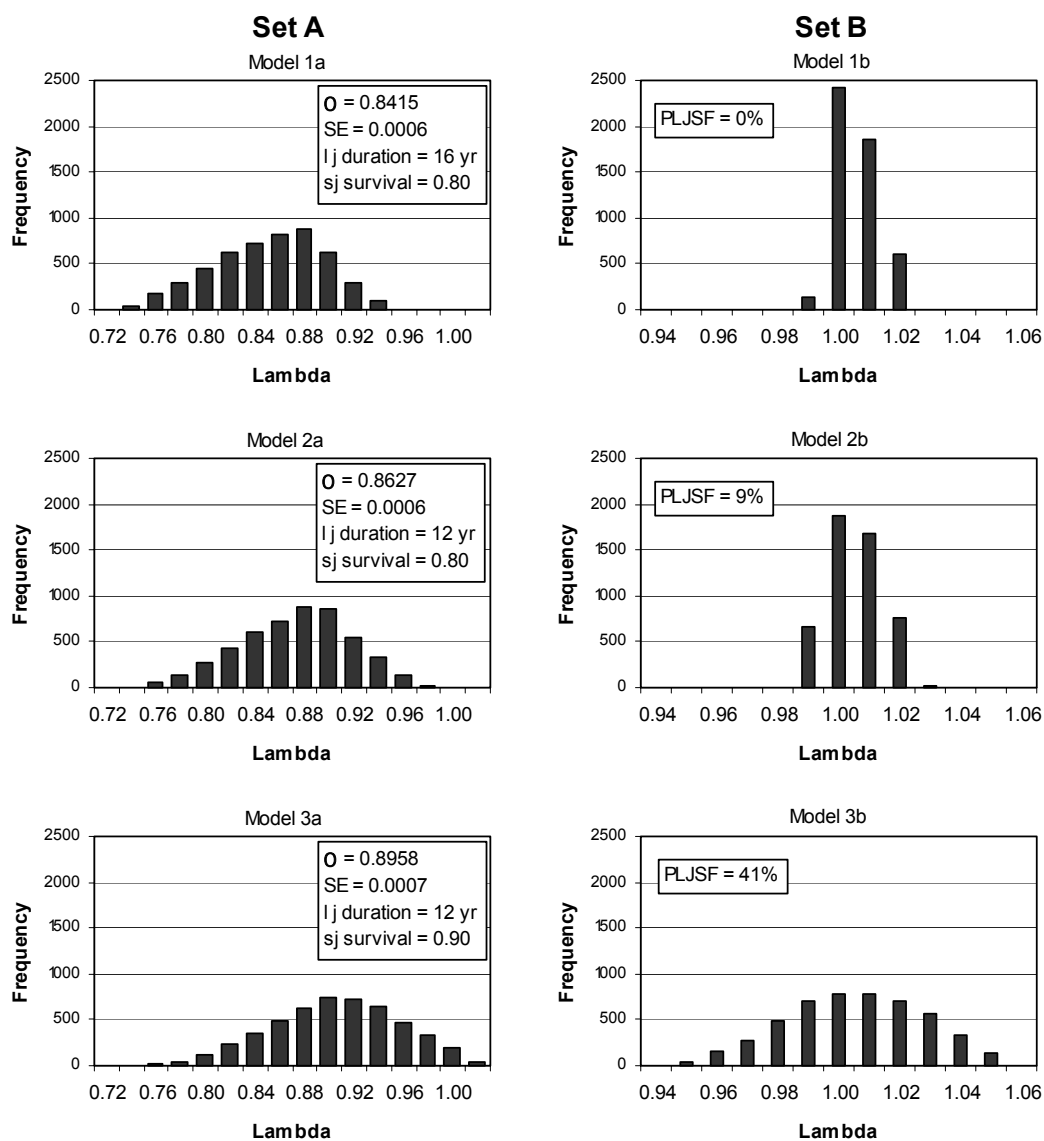 Set A
Set B
Model 1a
2500
2000
1500
1000
500
0
Frequency
O = 0.8415
SE = 0.0006
l j duration = 16 yr
sj survival = 0.80
0.72 0.76 0.80 0.84 0.88 0.92 0.96 1.00
Lambda
Model 1b
2500
2000
1500
1000
500
0
Frequency
PLJSF = 0%
0.94 0.96 0.98 1.00 1.02 1.04 1.06
Lambda
Model 2a
2500
2000
1500
1000
500
0
Frequency
O = 0.8627
SE = 0.0006
l j duration = 12 yr
sj survival = 0.80
0.72 0.76 0.80 0.84 0.88 0.92 0.96 1.00
Lambda
Model 2b
2500
2000
1500
1000
500
0
Frequency
PLJSF = 9%
0.94 0.96 0.98 1.00 1.02 1.04 1.06
Lambda
Model 3a
2500
2000
1500
1000
500
0
Frequency
O = 0.8958
SE = 0.0007
l j duration = 12 yr
sj survival = 0.90
0.72 0.76 0.80 0.84 0.88 0.92 0.96 1.00
Lambda
Model 3b
2500
2000
1500
1000
500
0
Frequency
PLJSF = 41%
0.94 0.96 0.98 1.00 1.02 1.04 1.06
Lambda